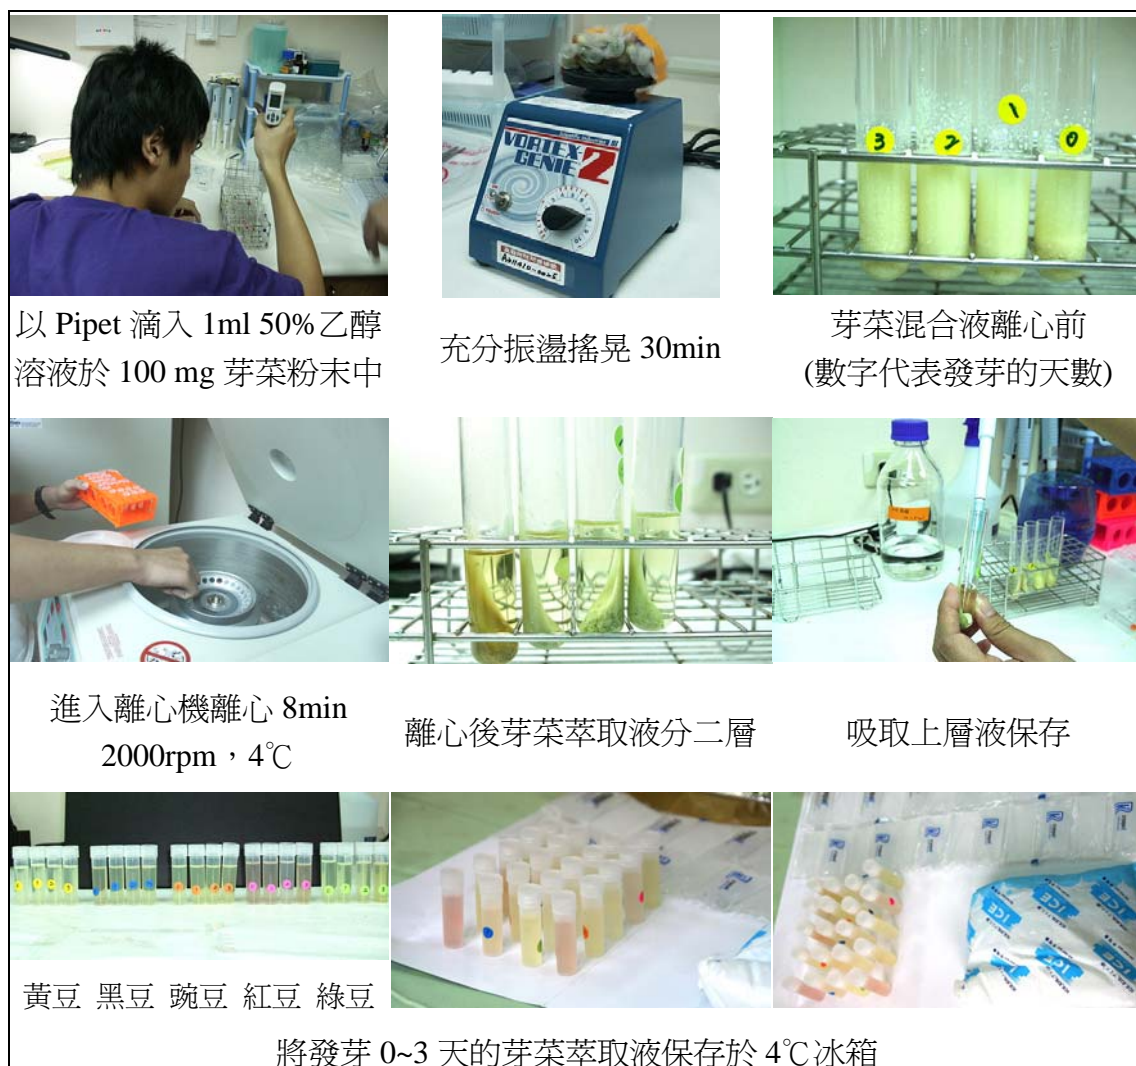 VORTEX-
GENIE 2
3
2
1
0
以 Pipet 滴入 1ml 50%乙醇
溶液於 100 mg 芽菜粉末中
充分振盪搖晃 30min
芽菜混合液離心前
(數字代表發芽的天數)
進入離心機離心 8min
2000rpm，4℃
離心後芽菜萃取液分二層
吸取上層液保存
ICE
ICE
黃豆 黑豆 豌豆 紅豆 綠豆
將發芽 0~3 天的芽菜萃取液保存於 4℃冰箱